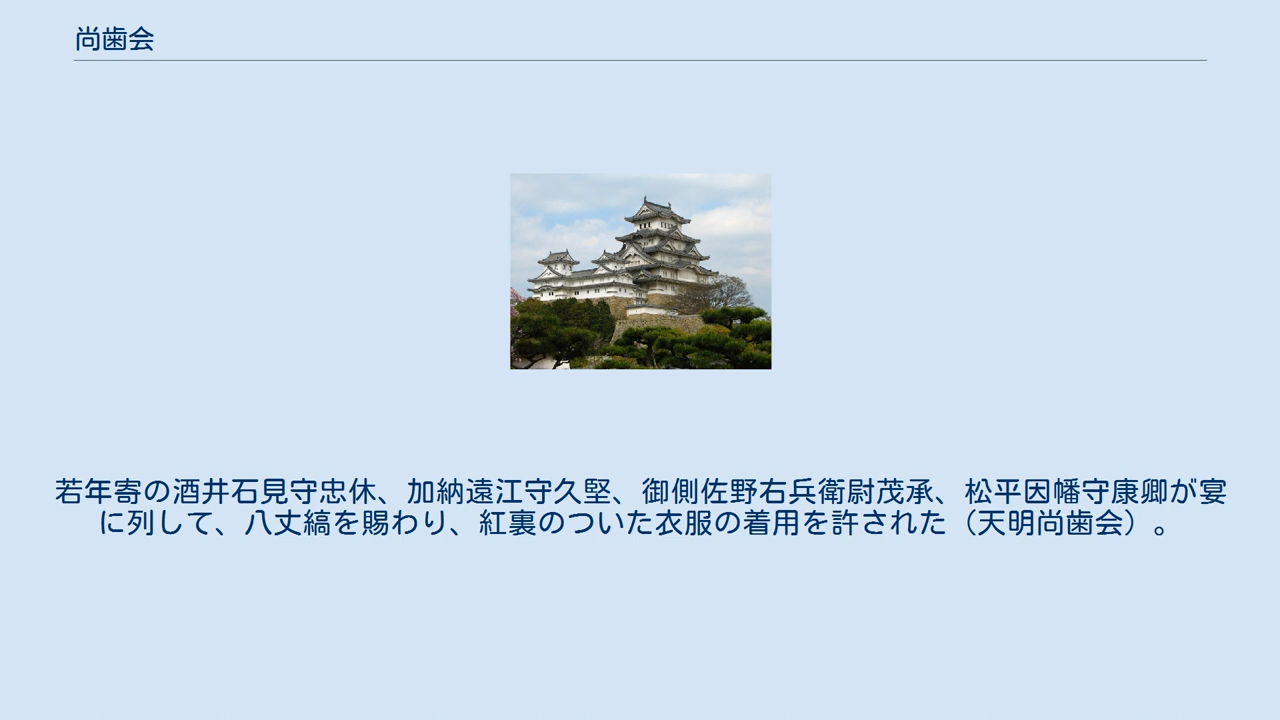 尚歯会
若年寄の酒井石見守忠休、加納遠江守久堅、御側佐野右兵衛尉茂承、松平因幡守康卿が宴
に列して、八丈縞を賜わり、紅裏のついた衣服の着用を許された（天明尚歯会）。